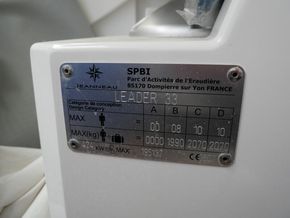 JEANNEAU
SPBI
Parc d'Activités de l'Eraudière
85170 Dompierre sur Yon FRANCE
LEADER 33
Catégorie de conception
Design Category
A B C D
MAX = 00 08 10 10
MAX(kg) = 0000 1990 2070 2070
CE